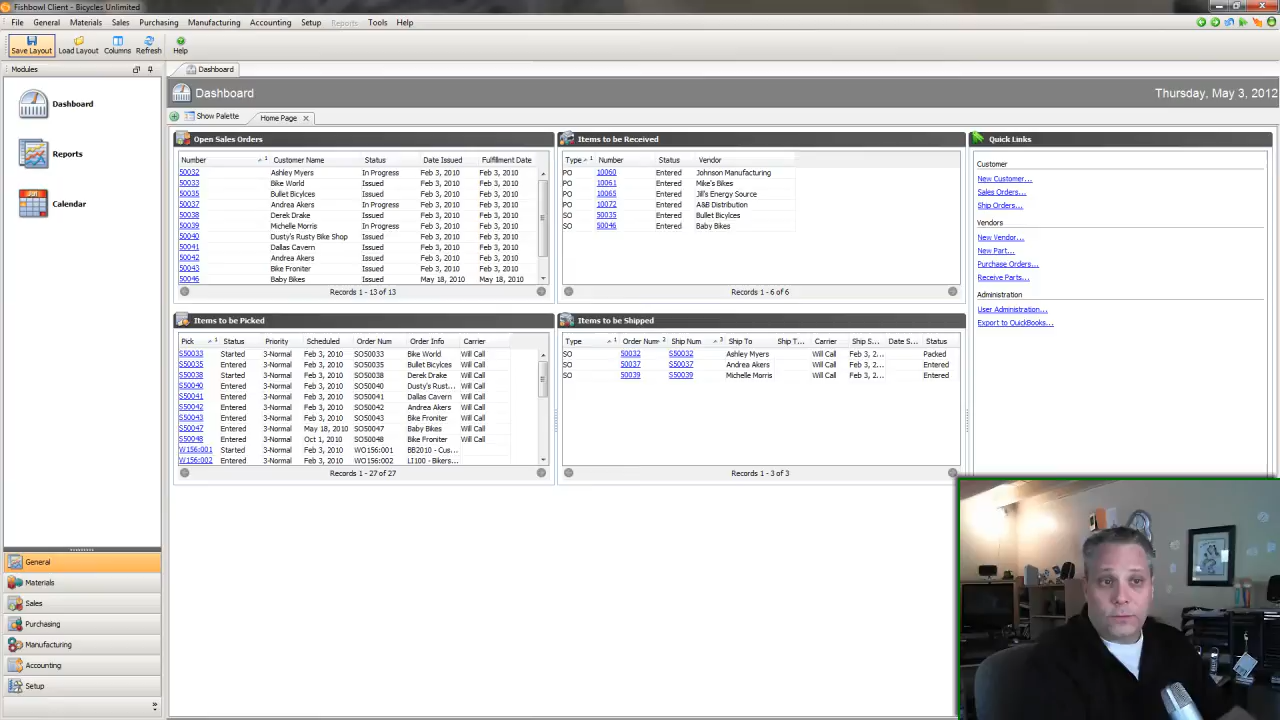 Fishbowl Client - Bicycles Unlimited
File General Materials Sales Purchasing Manufacturing Accounting Setup Reports Tools Help
Save Layout Load Layout Columns Refresh Help
Modules
Dashboard
Reports
Calendar
General
Materials
Sales
Purchasing
Manufacturing
Accounting
Setup
Dashboard
Dashboard Thursday, May 3, 2012
Show Palette Home Page
Open Sales Orders
Number 1 Customer Name Status Date Issued Fulfillment Date
50032 Ashley Myers In Progress Feb 3, 2010 Feb 3, 2010
50033 Bike World Issued Feb 3, 2010 Feb 3, 2010
50035 Bullet Bicylces Issued Feb 3, 2010 Feb 3, 2010
50037 Andrea Akers In Progress Feb 3, 2010 Feb 3, 2010
50038 Derek Drake Issued Feb 3, 2010 Feb 3, 2010
50039 Michelle Morris In Progress Feb 3, 2010 Feb 3, 2010
50040 Dusty's Rusty Bike Shop Issued Feb 3, 2010 Feb 3, 2010
50041 Dallas Cavern Issued Feb 3, 2010 Feb 3, 2010
50042 Andrea Akers Issued Feb 3, 2010 Feb 3, 2010
50043 Bike Froniter Issued Feb 3, 2010 Feb 3, 2010
50046 Baby Bikes Issued May 18, 2010 May 18, 2010
Records 1 - 13 of 13
Items to be Received
Type 1 Number Status Vendor
PO 10060 Entered Johnson Manufacturing
PO 10061 Entered Mike's Bikes
PO 10065 Entered Jill's Energy Source
PO 10072 Entered A&B Distribution
SO 50035 Entered Bullet Bicylces
SO 50046 Entered Baby Bikes
Records 1 - 6 of 6
Quick Links
Customer
New Customer...
Sales Orders...
Ship Orders...
Vendors
New Vendor...
New Part...
Purchase Orders...
Receive Parts...
Administration
User Administration...
Export to QuickBooks...
Items to be Picked
Pick 1 Status Priority Scheduled Order Num Order Info Carrier
S50033 Started 3-Normal Feb 3, 2010 SO50033 Bike World Will Call
S50035 Entered 3-Normal Feb 3, 2010 SO50035 Bullet Bicylces Will Call
S50038 Started 3-Normal Feb 3, 2010 SO50038 Derek Drake Will Call
S50040 Entered 3-Normal Feb 3, 2010 SO50040 Dusty's Rust... Will Call
S50041 Entered 3-Normal Feb 3, 2010 SO50041 Dallas Cavern Will Call
S50042 Entered 3-Normal Feb 3, 2010 SO50042 Andrea Akers Will Call
S50043 Entered 3-Normal Feb 3, 2010 SO50043 Bike Froniter Will Call
S50047 Entered 3-Normal May 18, 2010 SO50047 Baby Bikes Will Call
S50048 Entered 3-Normal Oct 1, 2010 SO50048 Bike Froniter Will Call
W156:001 Started 3-Normal Feb 3, 2010 WO156:001 BB2010 - Cus...
W156:002 Entered 3-Normal Feb 3, 2010 WO156:002 LI100 - Bikers...
Records 1 - 27 of 27
Items to be Shipped
Type 1 Order Num 2 Ship Num 3 Ship To Ship T... Carrier Ship S... Date S... Status
SO 50032 S50032 Ashley Myers Will Call Feb 3, 2... Packed
SO 50037 S50037 Andrea Akers Will Call Feb 3, 2... Entered
SO 50039 S50039 Michelle Morris Will Call Feb 3, 2... Entered
Records 1 - 3 of 3